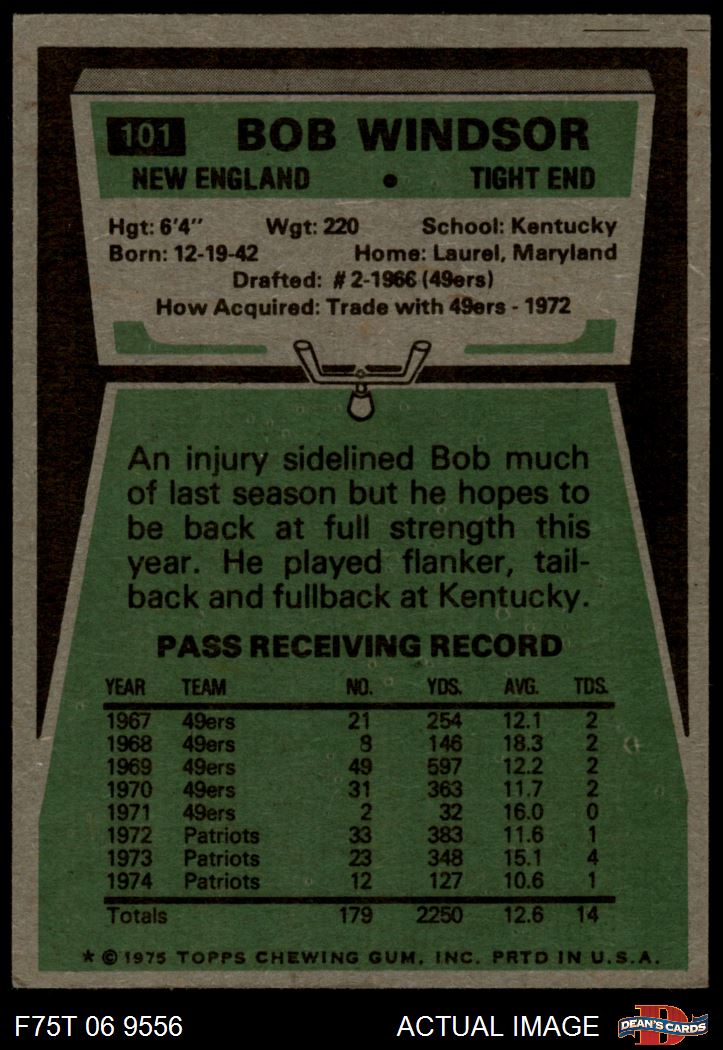 101 BOB WINDSOR
NEW ENGLAND • TIGHT END
Hgt: 6'4" Wgt: 220 School: Kentucky
Born: 12-19-42 Home: Laurel, Maryland
Drafted: #2-1966 (49ers)
How Acquired: Trade with 49ers - 1972
An injury sidelined Bob much
of last season but he hopes to
be back at full strength this
year. He played flanker, tail-
back and fullback at Kentucky.
PASS RECEIVING RECORD
YEAR TEAM NO. YDS. AVG. TDS.
1967 49ers 21 254 12.1 2
1968 49ers 8 146 18.3 2
1969 49ers 49 597 12.2 2
1970 49ers 31 363 11.7 2
1971 49ers 2 32 16.0 0
1972 Patriots 33 383 11.6 1
1973 Patriots 23 348 15.1 4
1974 Patriots 12 127 10.6 1
Totals 179 2250 12.6 14
* © 1975 TOPPS CHEWING GUM, INC. PRTD IN U.S.A.
F75T 06 9556 ACTUAL IMAGE DEAN'S CARDS